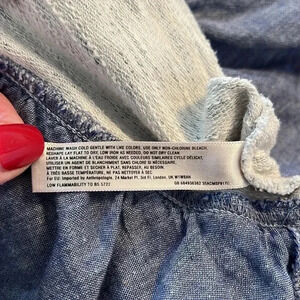 MACHINE WASH COLD GENTLE WITH LIKE COLORS, USE ONLY NON-CHLORINE BLEACH,
RESHAPE LAY FLAT TO DRY, LOW IRON AS NEEDED, DO NOT DRY CLEAN.
LAVER À LA MACHINE À L'EAU FROIDE AVEC COULEURS SIMILAIRES CYCLE DÉLICAT,
UTILISER UN AGENT DE BLANCHIMENT SANS CHLORE SI NÉCESSAIRE
METTRE EN FORME ET SÉCHER À PLAT, REPASSER, AU BESOIN
À TRÈS BASSE TEMPÉRATURE, NE PAS NETTOYER À SEC
For EU: Imported by Anthropologie, 24 Market Pl, 3rd Fl, London, UK W1W8AH
LOW FLAMMABILITY TO BS 5722